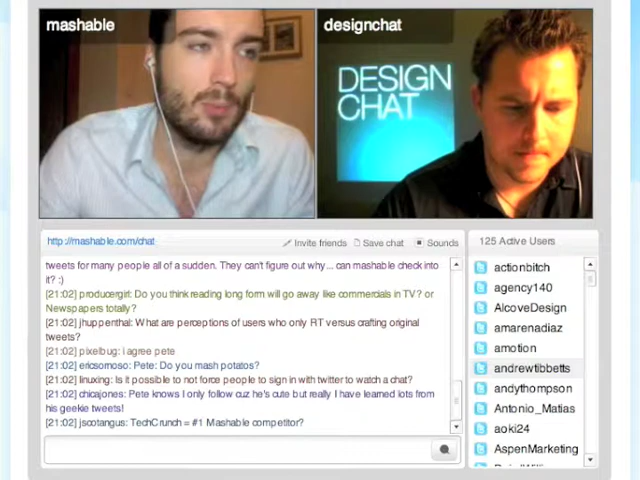 mashable
designchat
DESIGN
CHAT
http://mashable.com/chat
Invite friends
Save chat
Sounds
125 Active Users
tweets for many people all of a sudden. They can't figure out why... can mashable check into
it? :)
[21:02] producergirl: Do you think reading long form will go away like commercials in TV? or
Newspapers totally?
[21:02] jhuppenthal: What are perceptions of users who only RT versus crafting original
tweets?
[21:02] pixelbug: i agree pete
[21:02] ericsomoso: Pete: Do you mash potatos?
[21:02] linuxing: Is it possible to not force people to sign in with twitter to watch a chat?
[21:02] chicajones: Pete knows I only follow cuz he's cute but really I have learned lots from
his geekie tweets!
[21:02] jscotangus: TechCrunch = #1 Mashable competitor?
actionbitch
agency140
AlcoveDesign
amarenadiaz
amotion
andrewtibbetts
andythompson
Antonio_Matias
aoki24
AspenMarketing